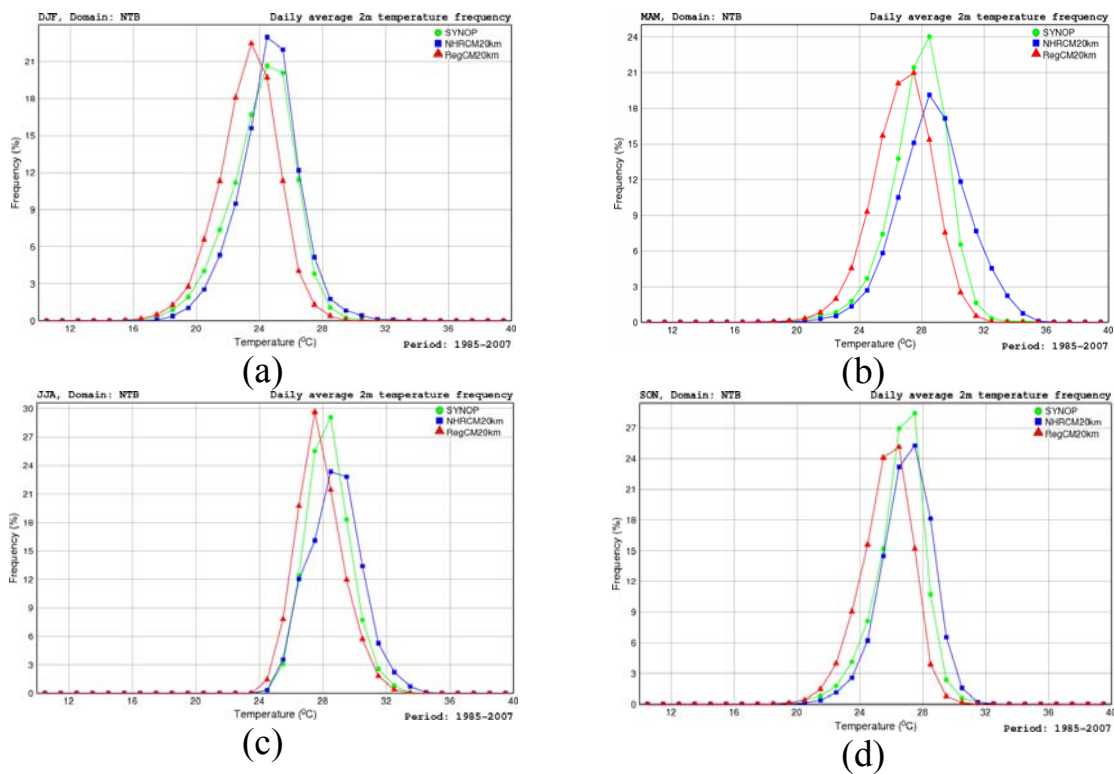 DJF, Domain: NTB Daily average 2m temperature frequency
SYNOP
NHRCM20km
RegCM20km
Frequency (%)
21
18
15
12
9
6
3
0
12 16 20 24 28 32 36 40
Temperature (⁰C)
Period: 1985-2007
(a)
MAM, Domain: NTB Daily average 2m temperature frequency
SYNOP
NHRCM20km
RegCM20km
Frequency (%)
24
21
18
15
12
9
6
3
0
12 16 20 24 28 32 36 40
Temperature (⁰C)
Period: 1985-2007
(b)
JJA, Domain: NTB Daily average 2m temperature frequency
SYNOP
NHRCM20km
RegCM20km
Frequency (%)
30
27
24
21
18
15
12
9
6
3
0
12 16 20 24 28 32 36 40
Temperature (⁰C)
Period: 1985-2007
(c)
SON, Domain: NTB Daily average 2m temperature frequency
SYNOP
NHRCM20km
RegCM20km
Frequency (%)
27
24
21
18
15
12
9
6
3
0
12 16 20 24 28 32 36 40
Temperature (⁰C)
Period: 1985-2007
(d)